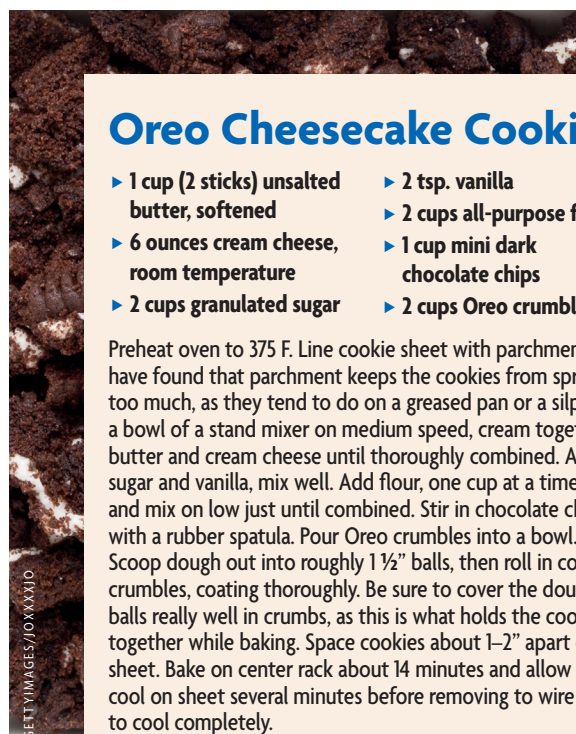 Oreo Cheesecake Cooki
▸ 1 cup (2 sticks) unsalted
butter, softened
▸ 6 ounces cream cheese,
room temperature
▸ 2 cups granulated sugar
▸ 2 tsp. vanilla
▸ 2 cups all-purpose f
▸ 1 cup mini dark
chocolate chips
▸ 2 cups Oreo crumbl
Preheat oven to 375 F. Line cookie sheet with parchmen
have found that parchment keeps the cookies from spr
too much, as they tend to do on a greased pan or a silp
a bowl of a stand mixer on medium speed, cream toget
butter and cream cheese until thoroughly combined. A
sugar and vanilla, mix well. Add flour, one cup at a time
and mix on low just until combined. Stir in chocolate ch
with a rubber spatula. Pour Oreo crumbles into a bowl.
Scoop dough out into roughly 1 ½” balls, then roll in co
crumbles, coating thoroughly. Be sure to cover the dou
balls really well in crumbs, as this is what holds the coo
together while baking. Space cookies about 1–2” apart
sheet. Bake on center rack about 14 minutes and allow
cool on sheet several minutes before removing to wire
to cool completely.
GETTYIMAGES/JOXXXXJO